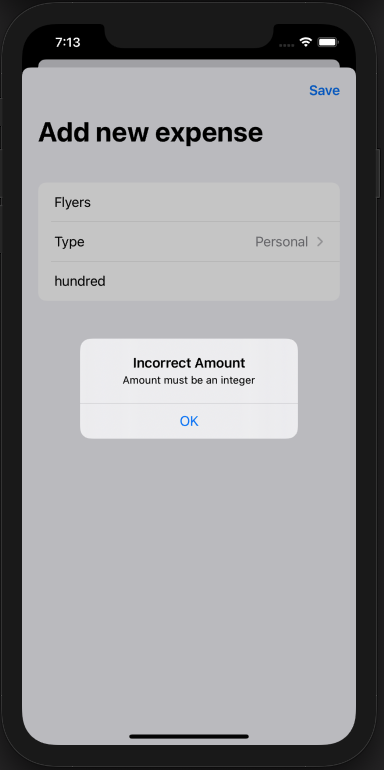 7:13
Save
Add new expense
Flyers
Type Personal
hundred
Incorrect Amount
Amount must be an integer
OK